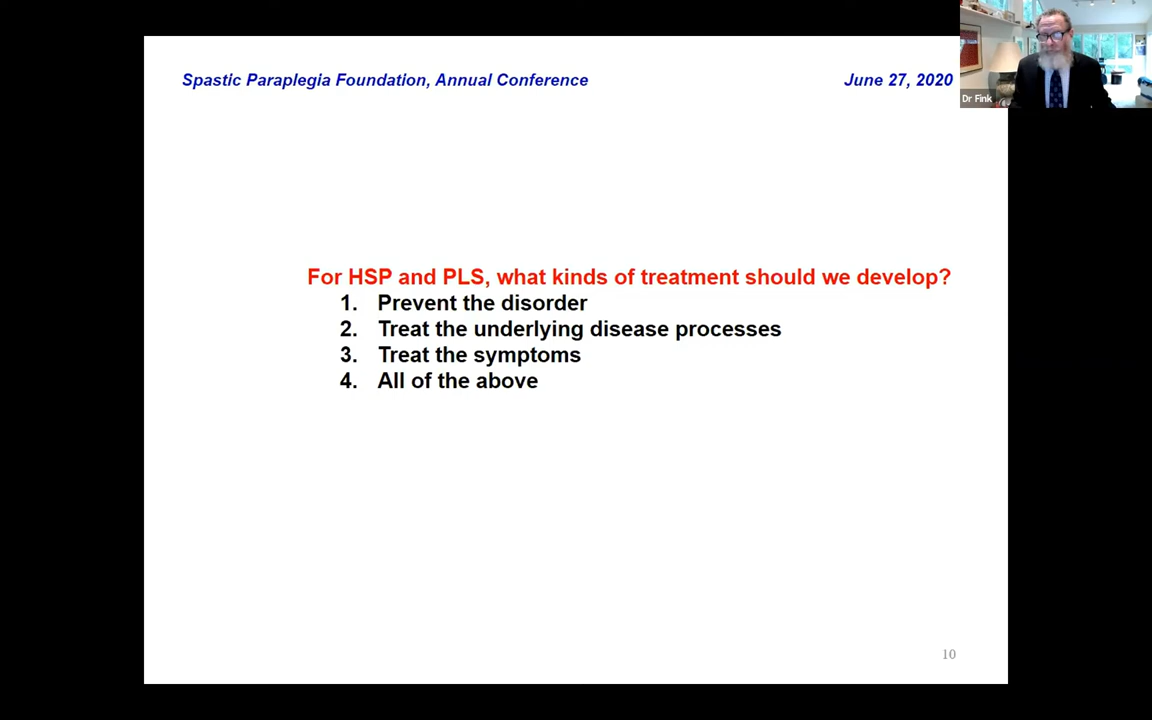 Spastic Paraplegia Foundation, Annual Conference June 27, 2020
Dr Fink
For HSP and PLS, what kinds of treatment should we develop?
1. Prevent the disorder
2. Treat the underlying disease processes
3. Treat the symptoms
4. All of the above
10